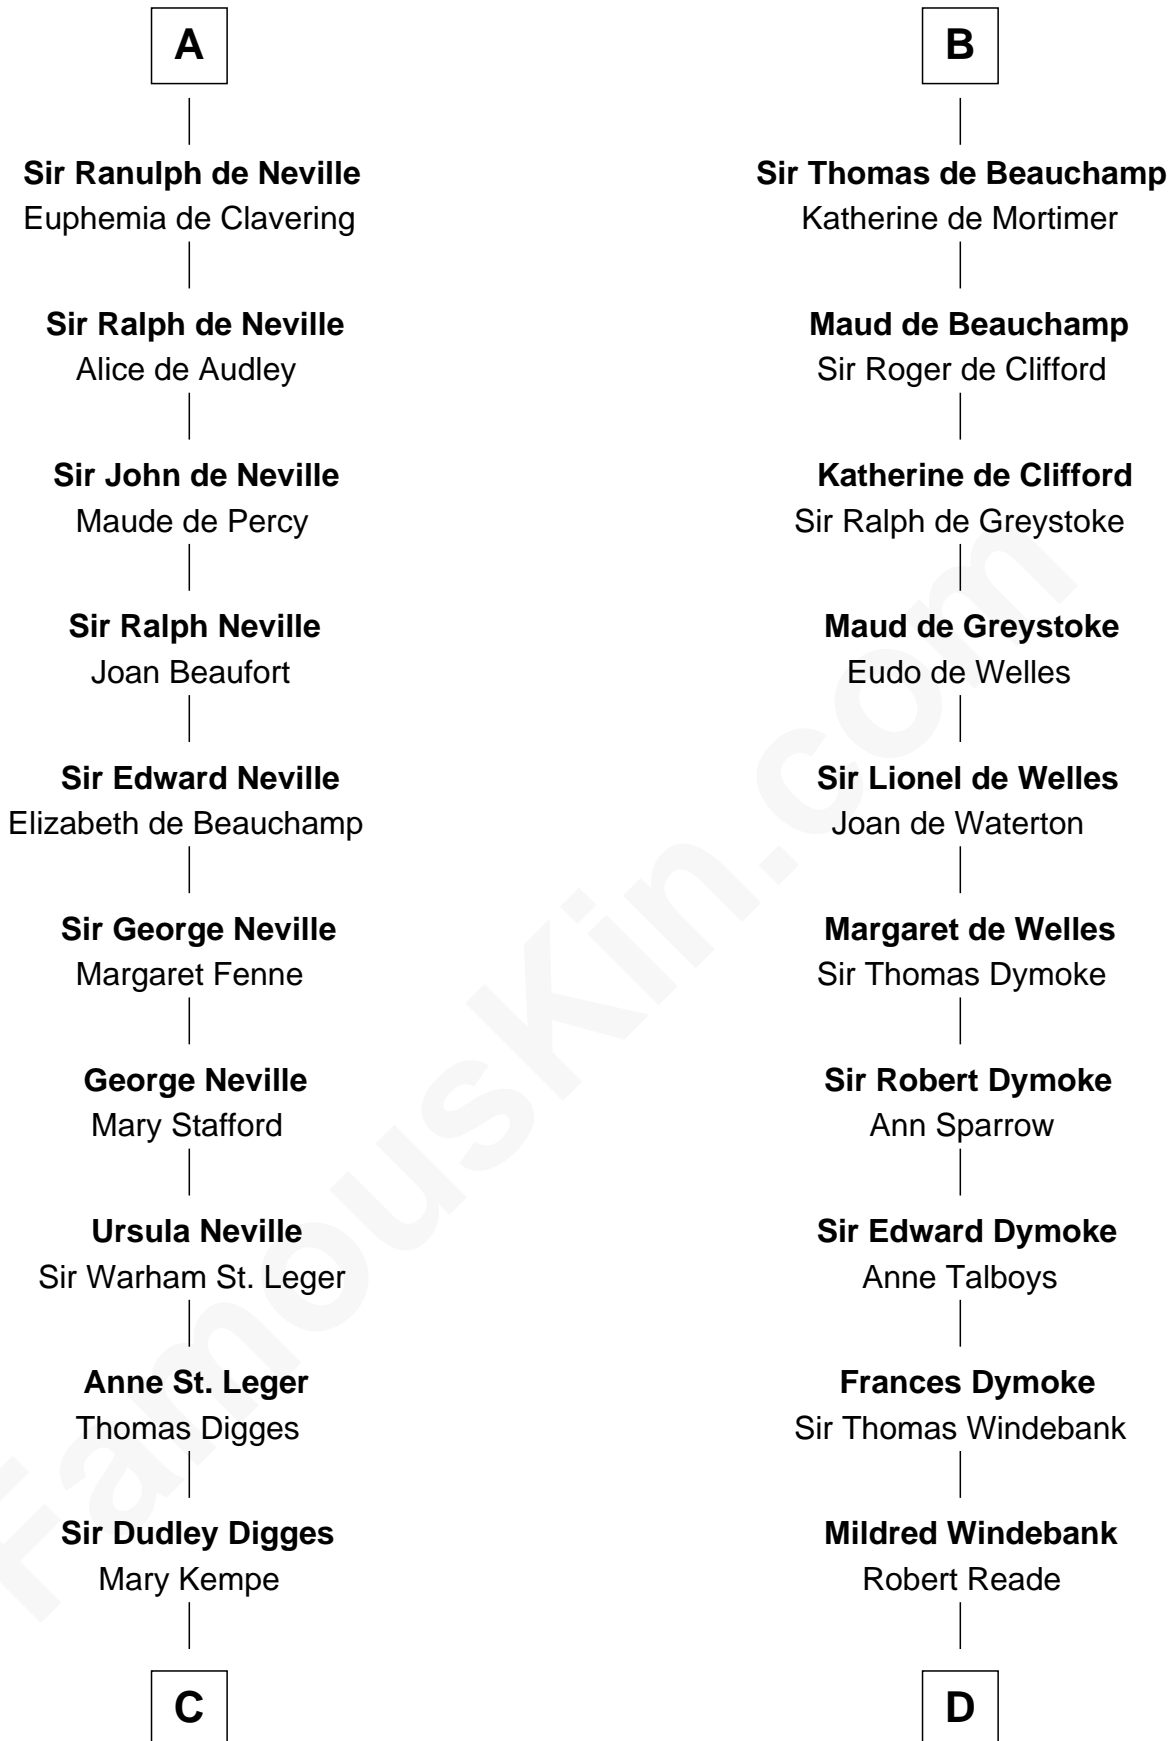 A
Sir Ranulph de Neville
Euphemia de Clavering
Sir Ralph de Neville
Alice de Audley
Sir John de Neville
Maude de Percy
Sir Ralph Neville
Joan Beaufort
Sir Edward Neville
Elizabeth de Beauchamp
Sir George Neville
Margaret Fenne
George Neville
Mary Stafford
Ursula Neville
Sir Warham St. Leger
Anne St. Leger
Thomas Digges
Sir Dudley Digges
Mary Kempe
C
B
Sir Thomas de Beauchamp
Katherine de Mortimer
Maud de Beauchamp
Sir Roger de Clifford
Katherine de Clifford
Sir Ralph de Greystoke
Maud de Greystoke
Eudo de Welles
Sir Lionel de Welles
Joan de Waterton
Margaret de Welles
Sir Thomas Dymoke
Sir Robert Dymoke
Ann Sparrow
Sir Edward Dymoke
Anne Talboys
Frances Dymoke
Sir Thomas Windebank
Mildred Windebank
Robert Reade
D
FamousKin.com